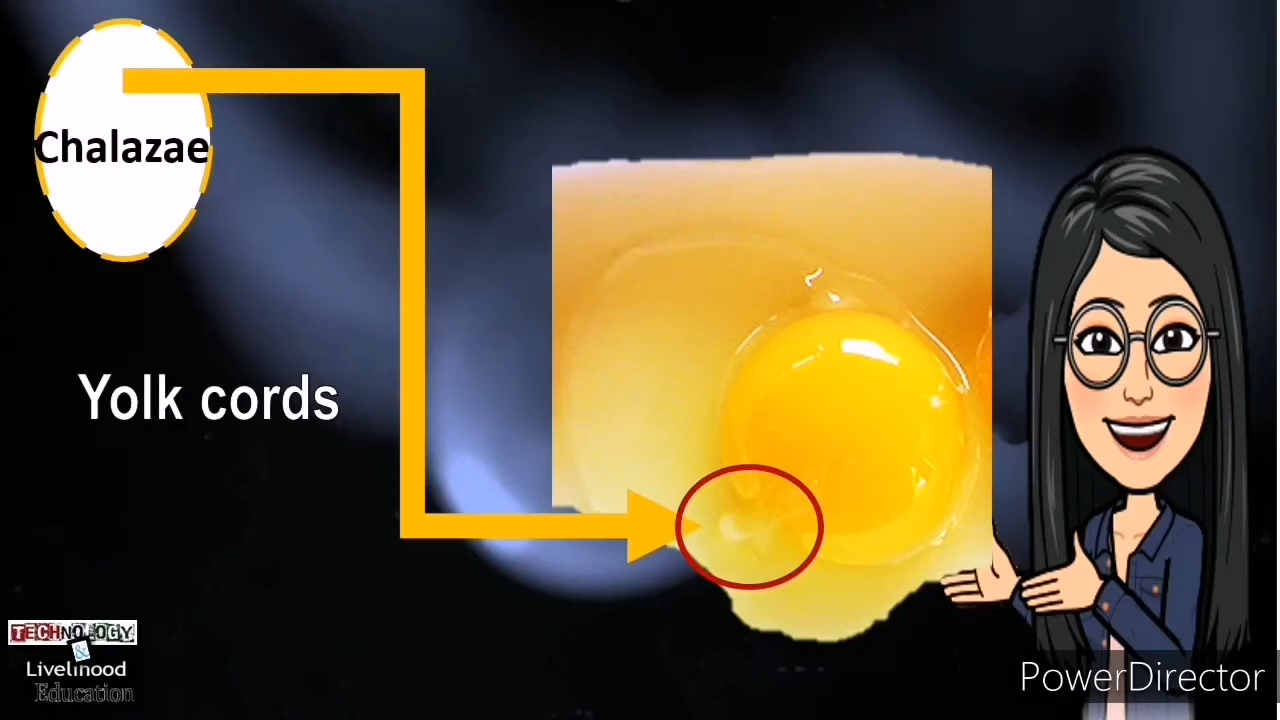 Chalazae
Yolk cords
TECHNOLOGY
&
Livelihood
Education
PowerDirector